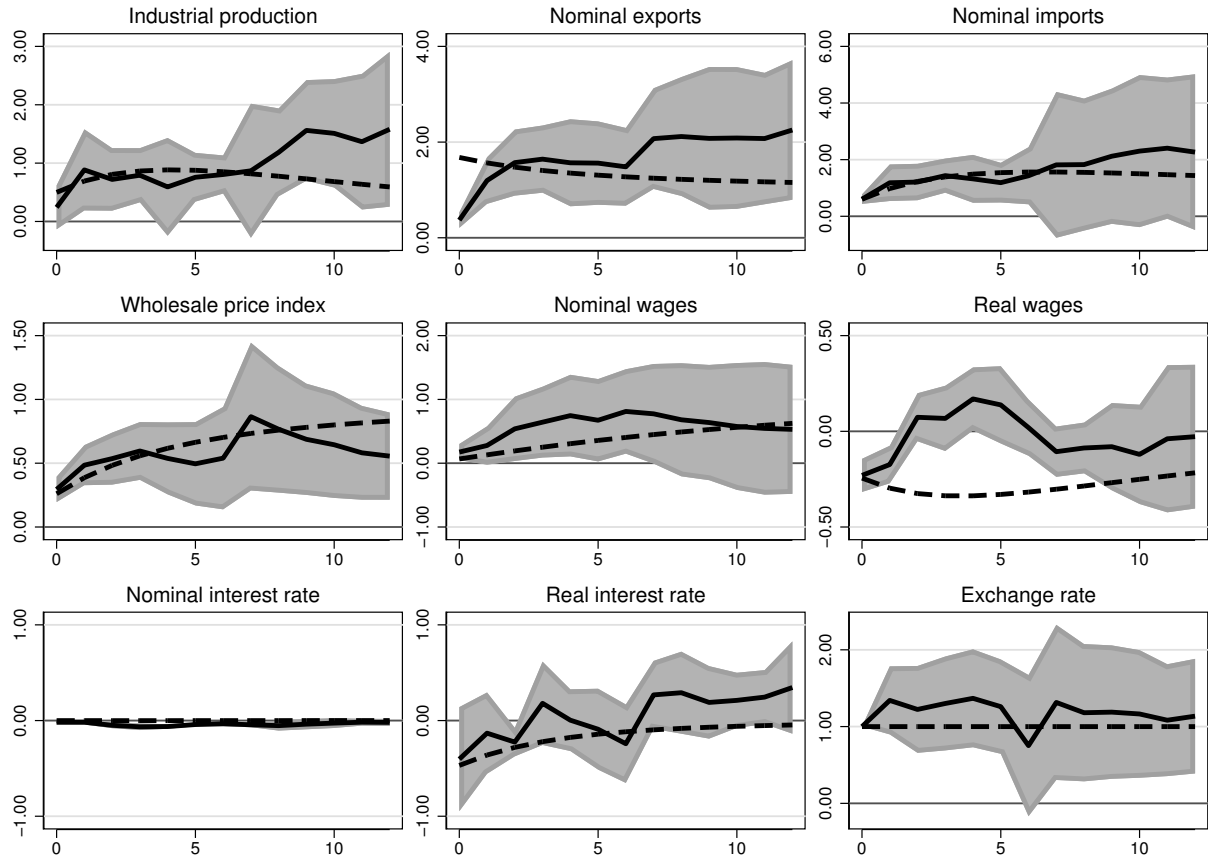 Industrial production
3.00
2.00
1.00
0.00
0 5 10
Nominal exports
4.00
2.00
0.00
0 5 10
Nominal imports
6.00
4.00
2.00
0.00
0 5 10
Wholesale price index
1.50
1.00
0.50
0.00
0 5 10
Nominal wages
2.00
1.00
0.00
−1.00
0 5 10
Real wages
0.50
0.00
−0.50
0 5 10
Nominal interest rate
1.00
0.00
−1.00
0 5 10
Real interest rate
1.00
0.00
−1.00
0 5 10
Exchange rate
2.00
1.00
0.00
0 5 10